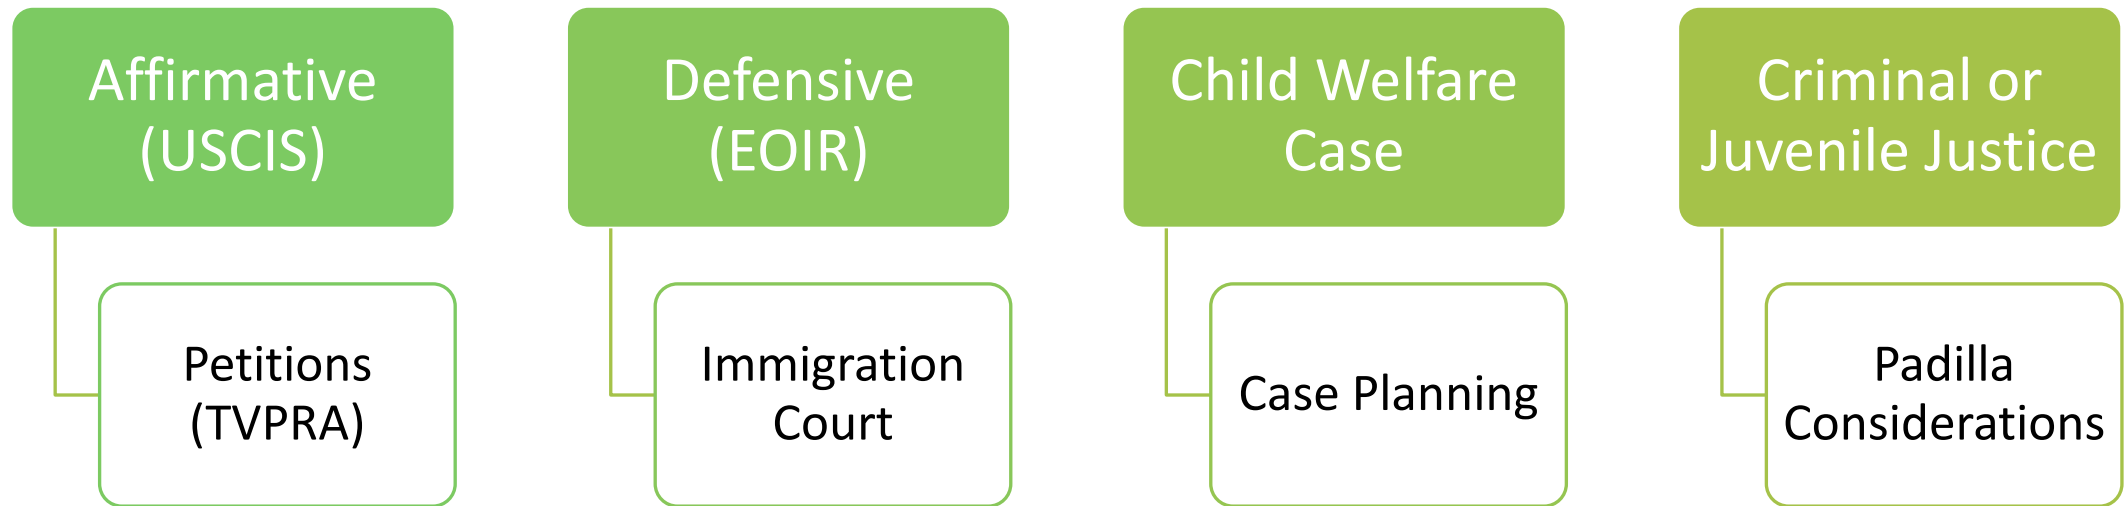 Affirmative
(USCIS)
Petitions
(TVPRA)
Defensive
(EOIR)
Immigration
Court
Child Welfare
Case
Case Planning
Criminal or
Juvenile Justice
Padilla
Considerations